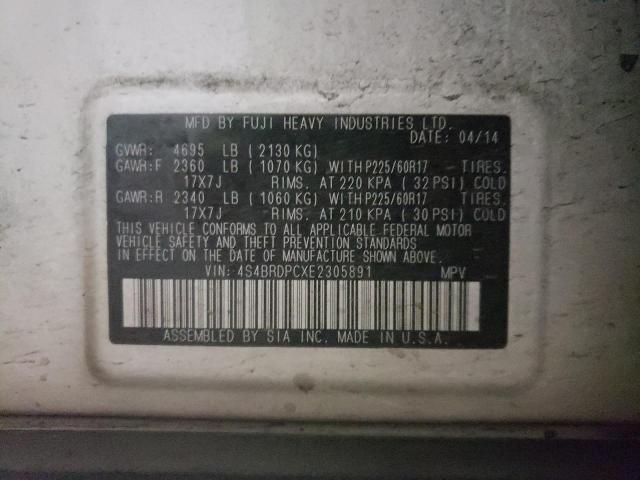 MFD BY FUJI HEAVY INDUSTRIES LTD.
DATE: 04/14
GVWR: 4695 LB ( 2130 KG)
GAWR:F 2360 LB ( 1070 KG) WITH P225/60R17 TIRES.
17X7J RIMS. AT 220 KPA ( 32 PSI) COLD
GAWR:R 2340 LB ( 1060 KG) WITH P225/60R17 TIRES.
17X7J RIMS. AT 210 KPA ( 30 PSI) COLD
THIS VEHICLE CONFORMS TO ALL APPLICABLE FEDERAL MOTOR
VEHICLE SAFETY AND THEFT PREVENTION STANDARDS
IN EFFECT ON THE DATE OF MANUFACTURE SHOWN ABOVE.
VIN: 4S4BRDPCXE2305891 MPV
ASSEMBLED BY SIA INC. MADE IN U.S.A.